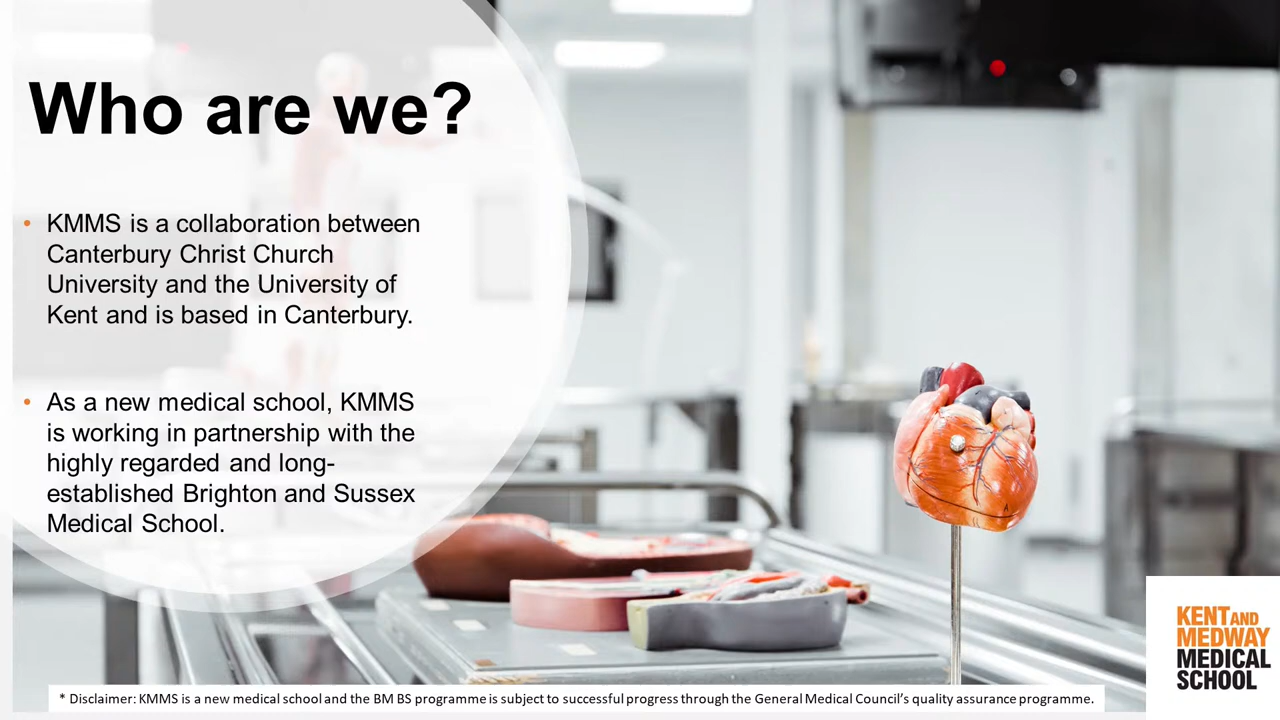 Who are we?
• KMMS is a collaboration between
Canterbury Christ Church
University and the University of
Kent and is based in Canterbury.
• As a new medical school, KMMS
is working in partnership with the
highly regarded and long-
established Brighton and Sussex
Medical School.
KENT AND
MEDWAY
MEDICAL
SCHOOL
* Disclaimer: KMMS is a new medical school and the BM BS programme is subject to successful progress through the General Medical Council’s quality assurance programme.